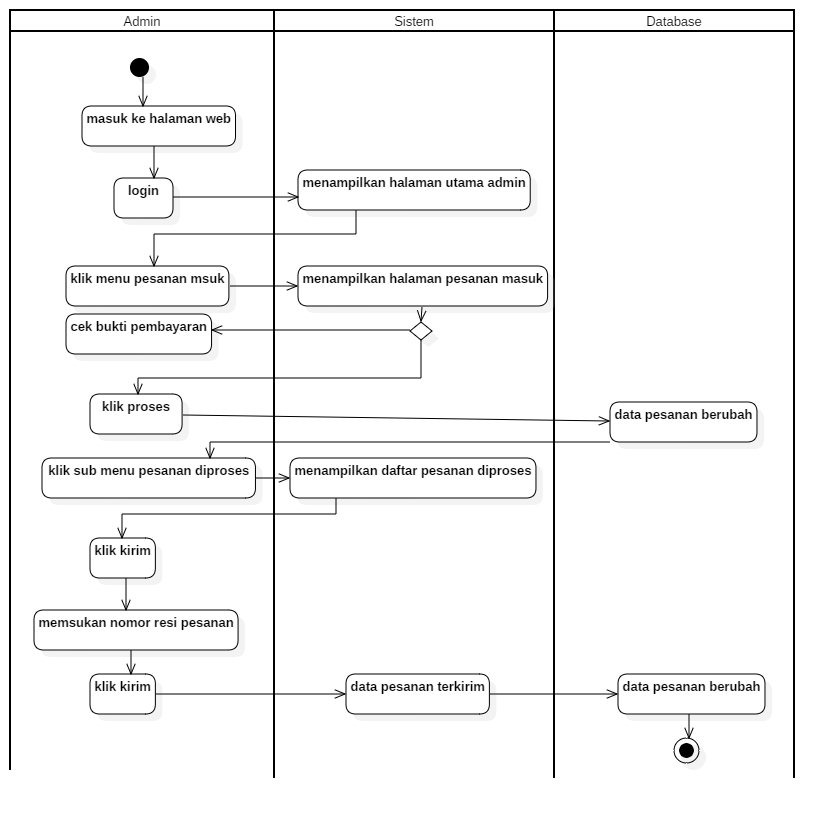 Admin
Sistem
Database
masuk ke halaman web
login
menampilkan halaman utama admin
klik menu pesanan msuk
menampilkan halaman pesanan masuk
cek bukti pembayaran
klik proses
data pesanan berubah
klik sub menu pesanan diproses
menampilkan daftar pesanan diproses
klik kirim
memsukan nomor resi pesanan
klik kirim
data pesanan terkirim
data pesanan berubah